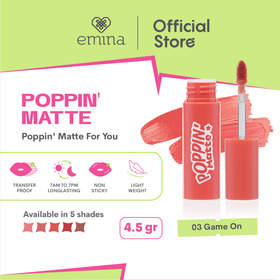 emina
Official
Store
POPPIN'
MATTE
Poppin' Matte For You
TRANSFER
PROOF
7AM TO 7PM
LONGLASTING
NON
STICKY
LIGHT
WEIGHT
Available in 5 shades
4.5 gr
POPPIN'
Matte
03 Game On